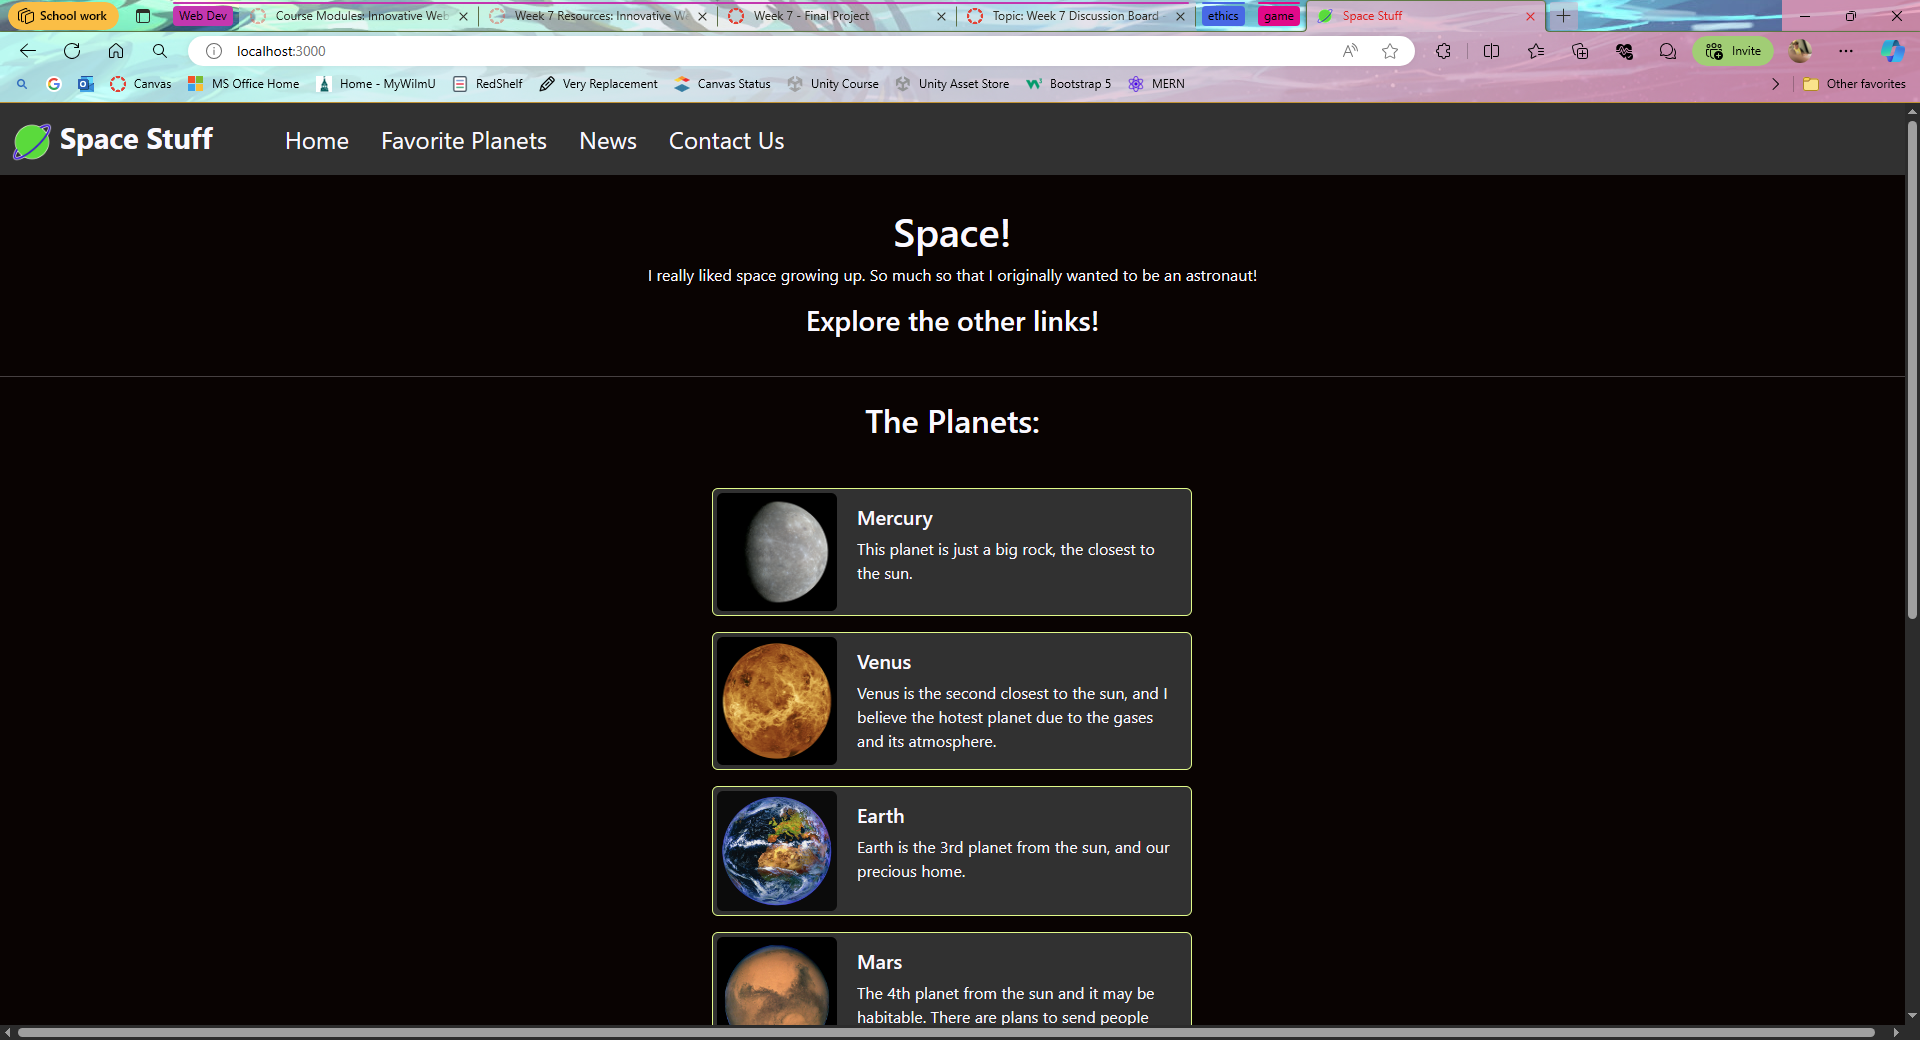 School work
Web Dev
Course Modules: Innovative Web
Week 7 Resources: Innovative W
Week 7 - Final Project
Topic: Week 7 Discussion Board -
ethics
game
Space Stuff
localhost:3000
Invite
Canvas
MS Office Home
Home - MyWilmU
RedShelf
Very Replacement
Canvas Status
Unity Course
Unity Asset Store
Bootstrap 5
MERN
Other favorites
Space Stuff
Home
Favorite Planets
News
Contact Us
Space!
I really liked space growing up. So much so that I originally wanted to be an astronaut!
Explore the other links!
The Planets:
Mercury
This planet is just a big rock, the closest to
the sun.
Venus
Venus is the second closest to the sun, and I
believe the hotest planet due to the gases
and its atmosphere.
Earth
Earth is the 3rd planet from the sun, and our
precious home.
Mars
The 4th planet from the sun and it may be
habitable. There are plans to send people